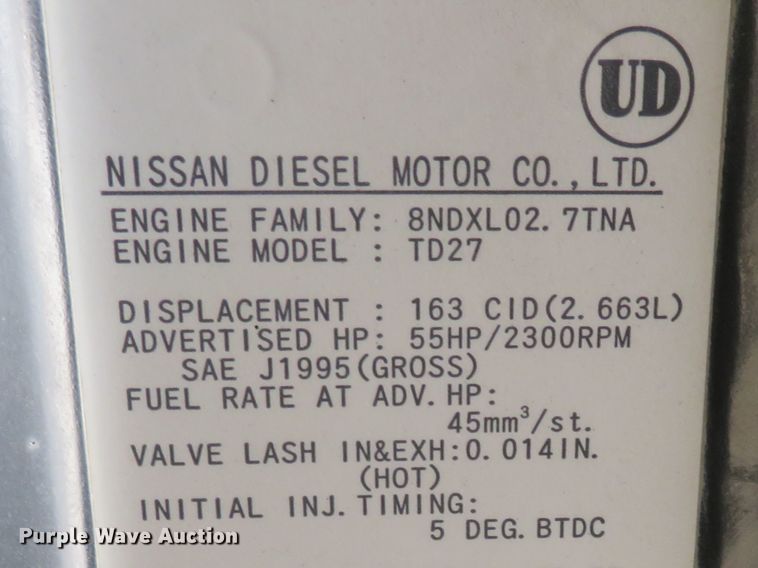 UD
NISSAN DIESEL MOTOR CO., LTD.
ENGINE FAMILY: 8NDXL02.7TNA
ENGINE MODEL : TD27
DISPLACEMENT : 163 CID(2.663L)
ADVERTISED HP: 55HP/2300RPM
SAE J1995(GROSS)
FUEL RATE AT ADV.HP:
45mm³/st.
VALVE LASH IN&EXH:0.014IN.
(HOT)
INITIAL INJ.TIMING:
5 DEG.BTDC
Purple Wave Auction